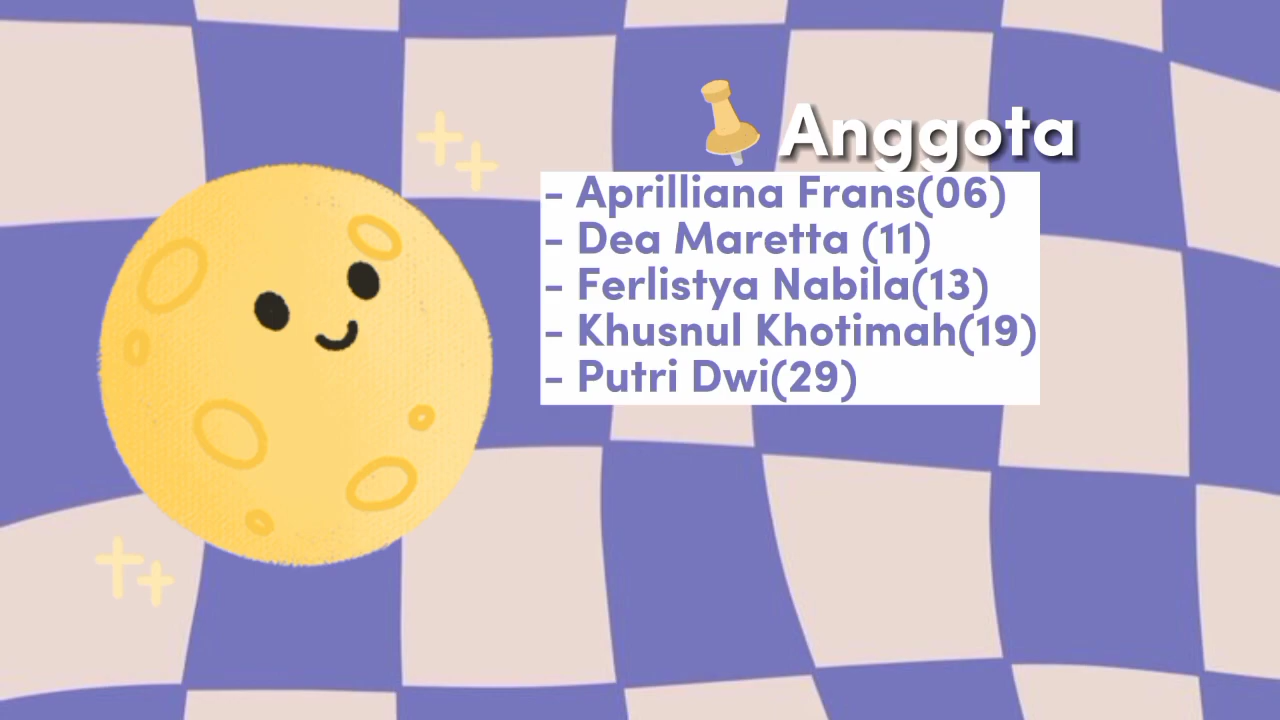 Anggota
- Aprilliana Frans(06)
- Dea Maretta (11)
- Ferlistya Nabila(13)
- Khusnul Khotimah(19)
- Putri Dwi(29)